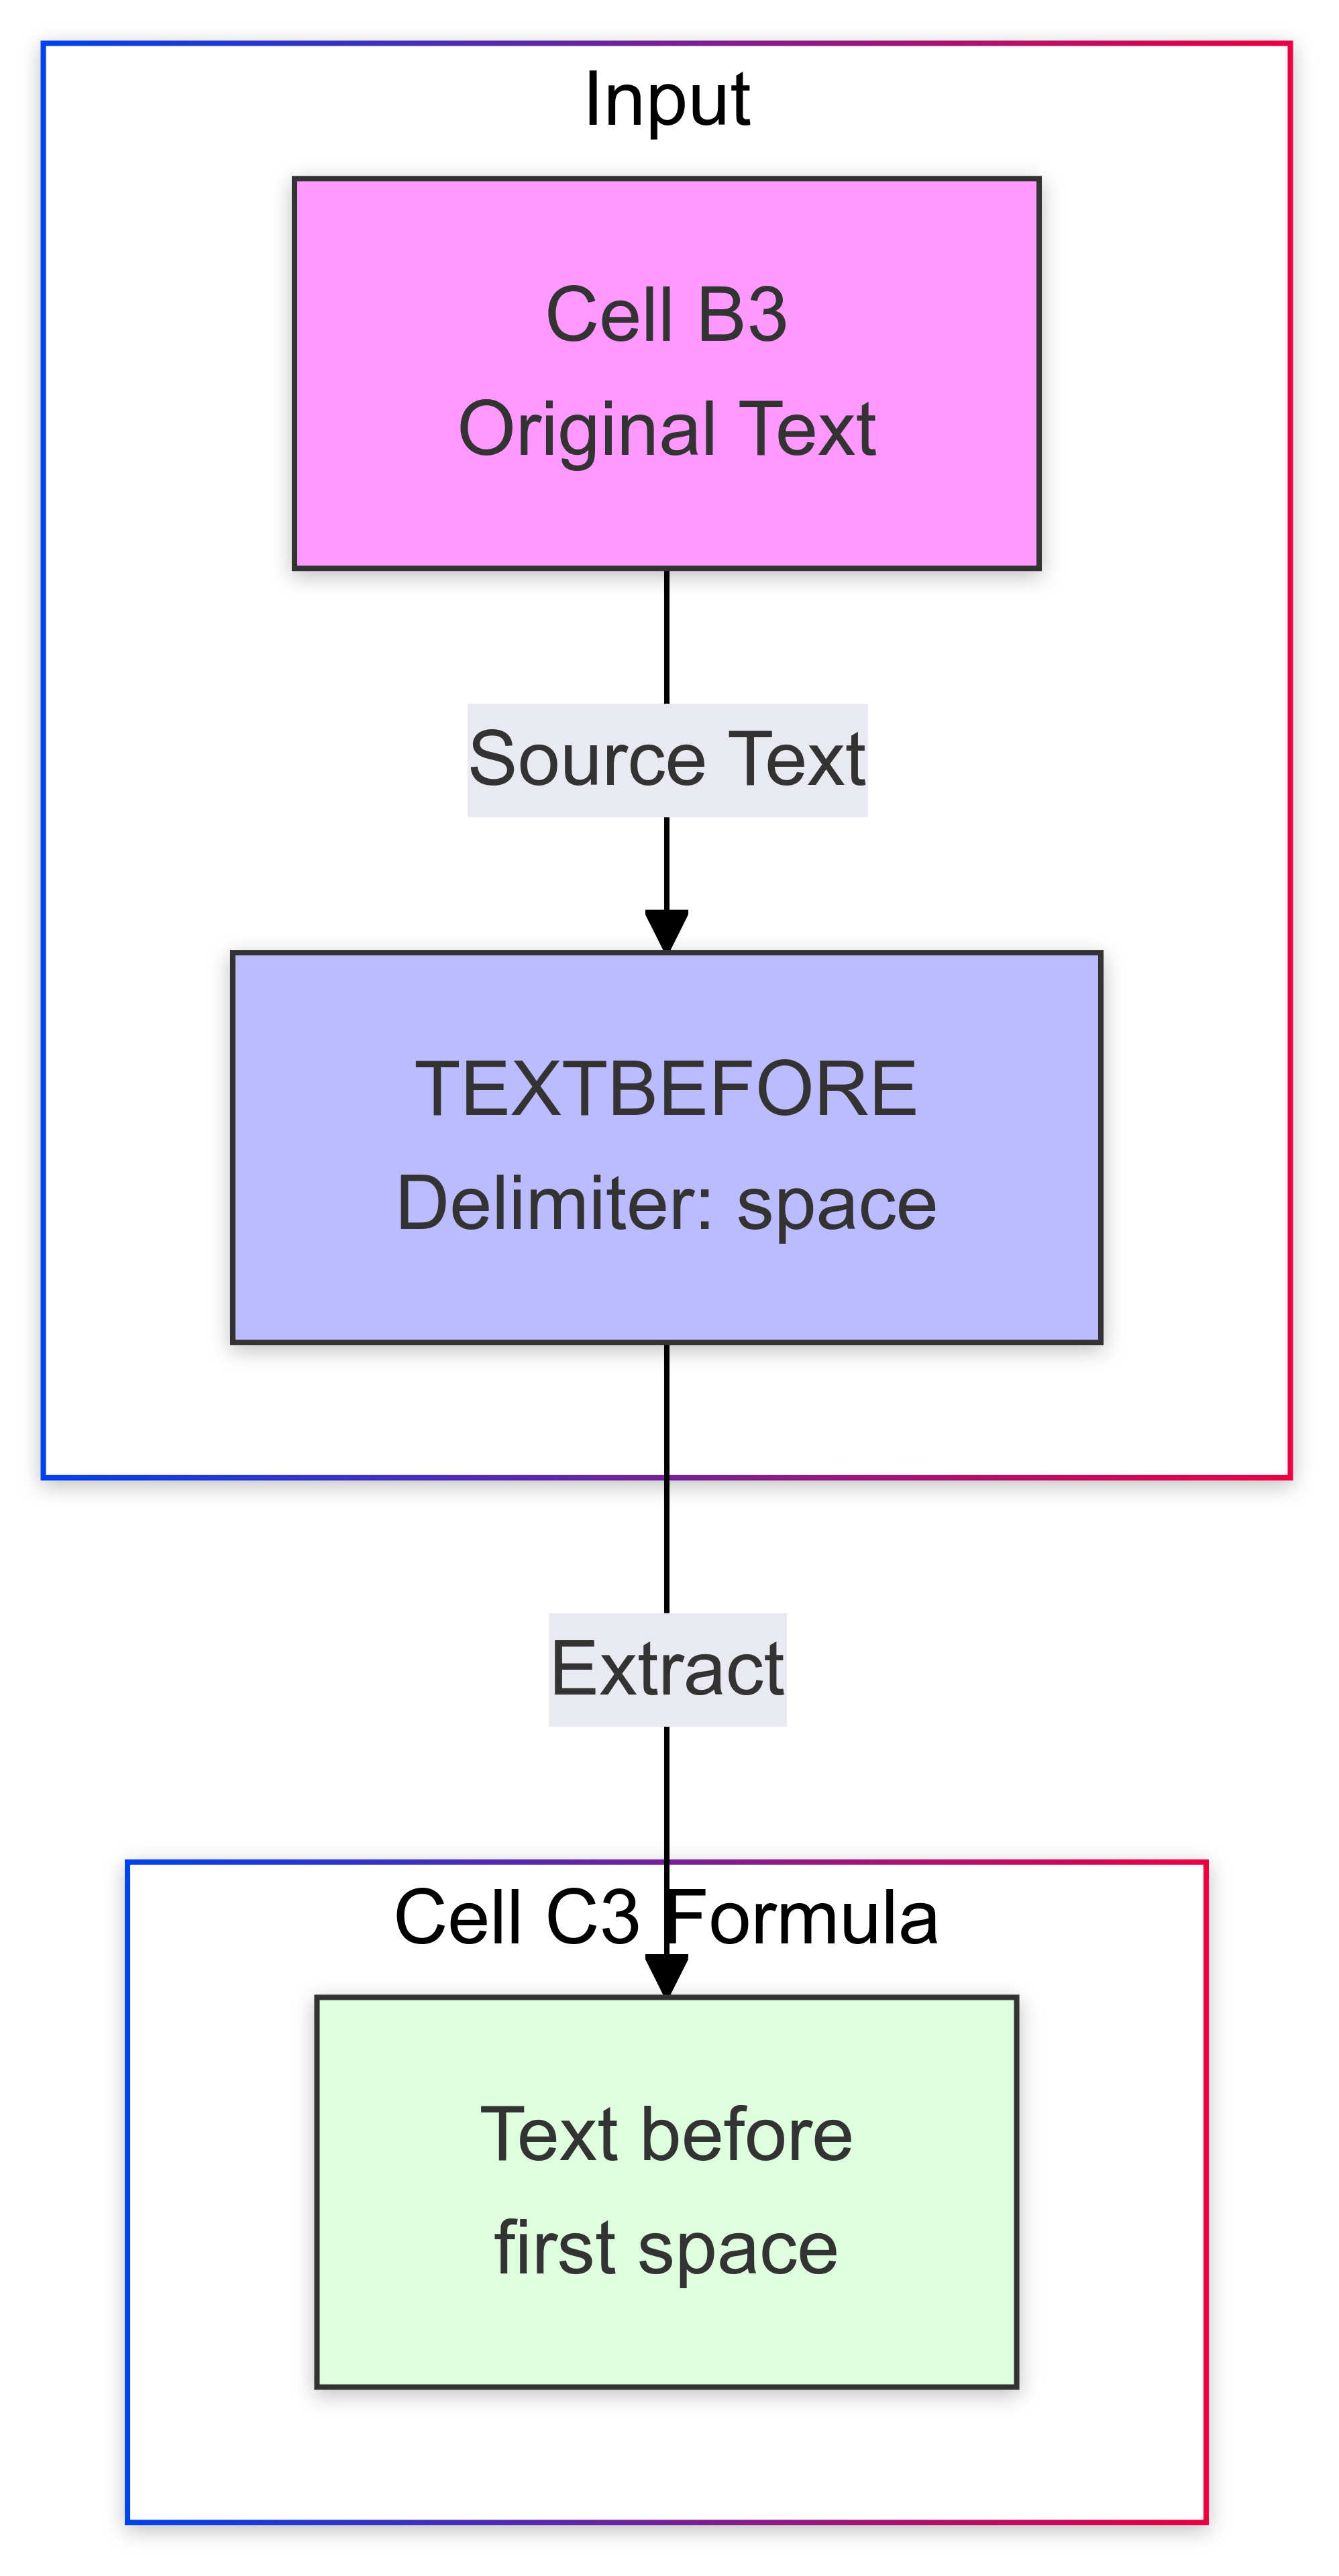 Input
Cell B3
Original Text
Source Text
TEXTBEFORE
Delimiter: space
Extract
Cell C3 Formula
Text before
first space